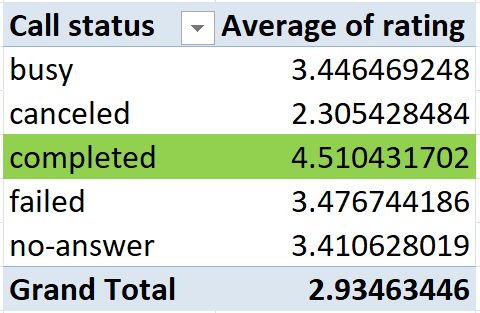 Call status Average of rating
busy 3.446469248
canceled 2.305428484
completed 4.510431702
failed 3.476744186
no-answer 3.410628019
Grand Total 2.93463446